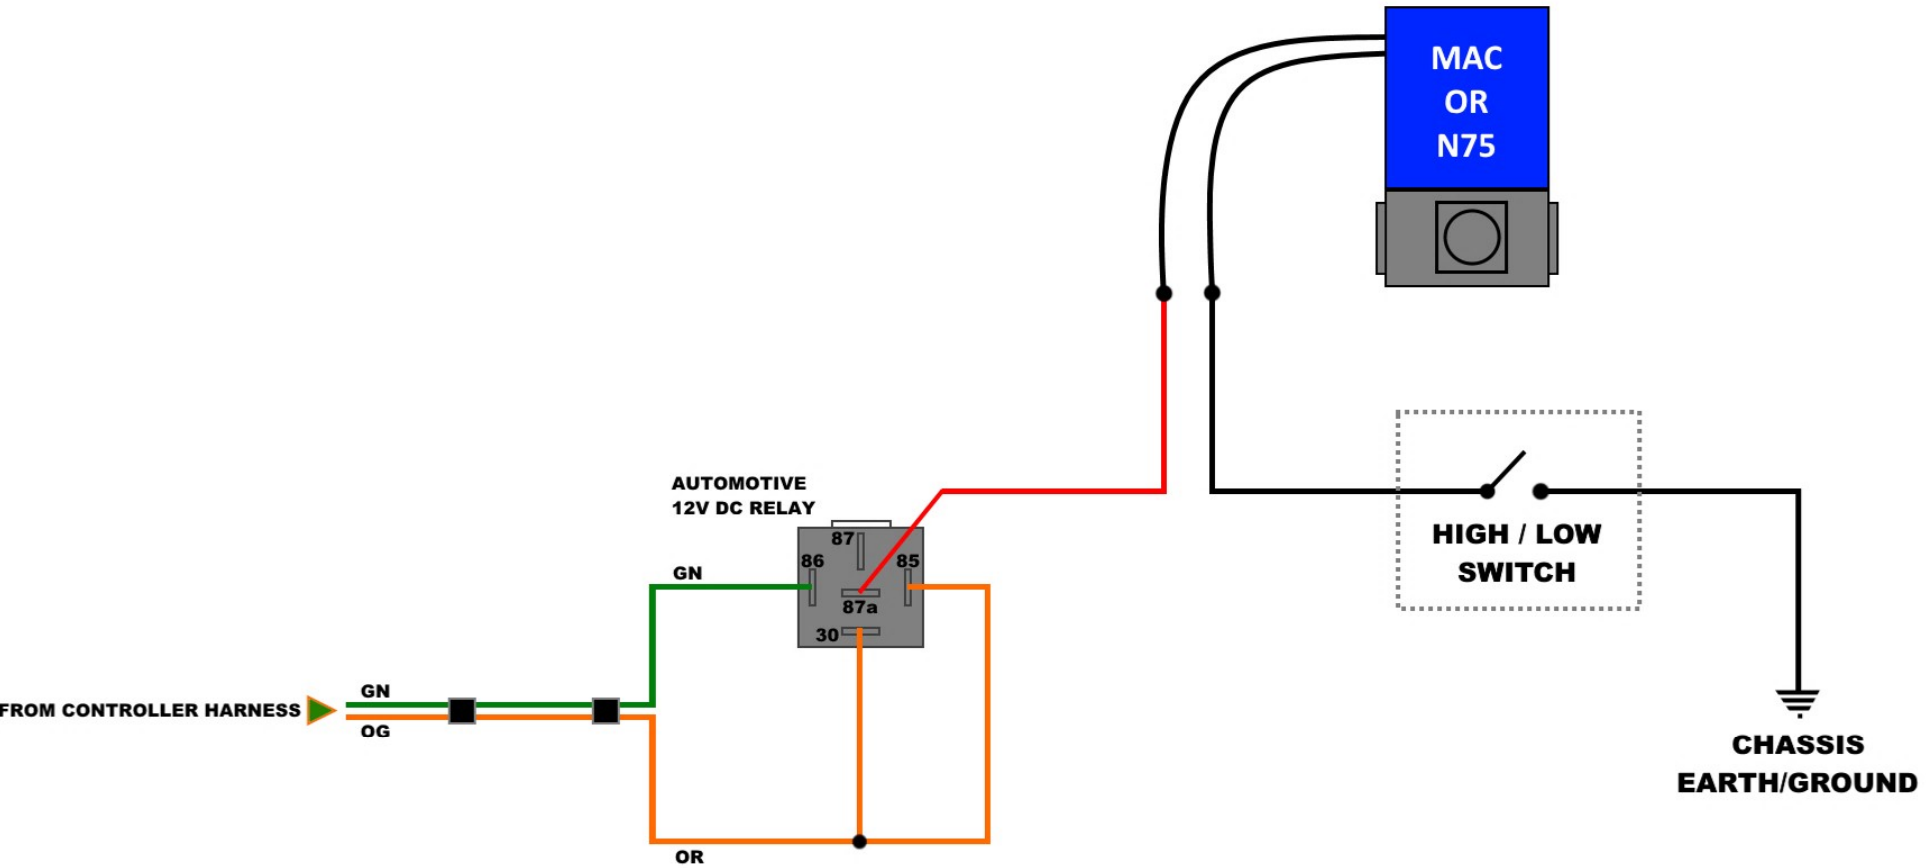 MAC
OR
N75
AUTOMOTIVE
12V DC RELAY
87
86
85
87a
30
GN
HIGH / LOW
SWITCH
GN
FROM CONTROLLER HARNESS
OG
CHASSIS
EARTH/GROUND
OR